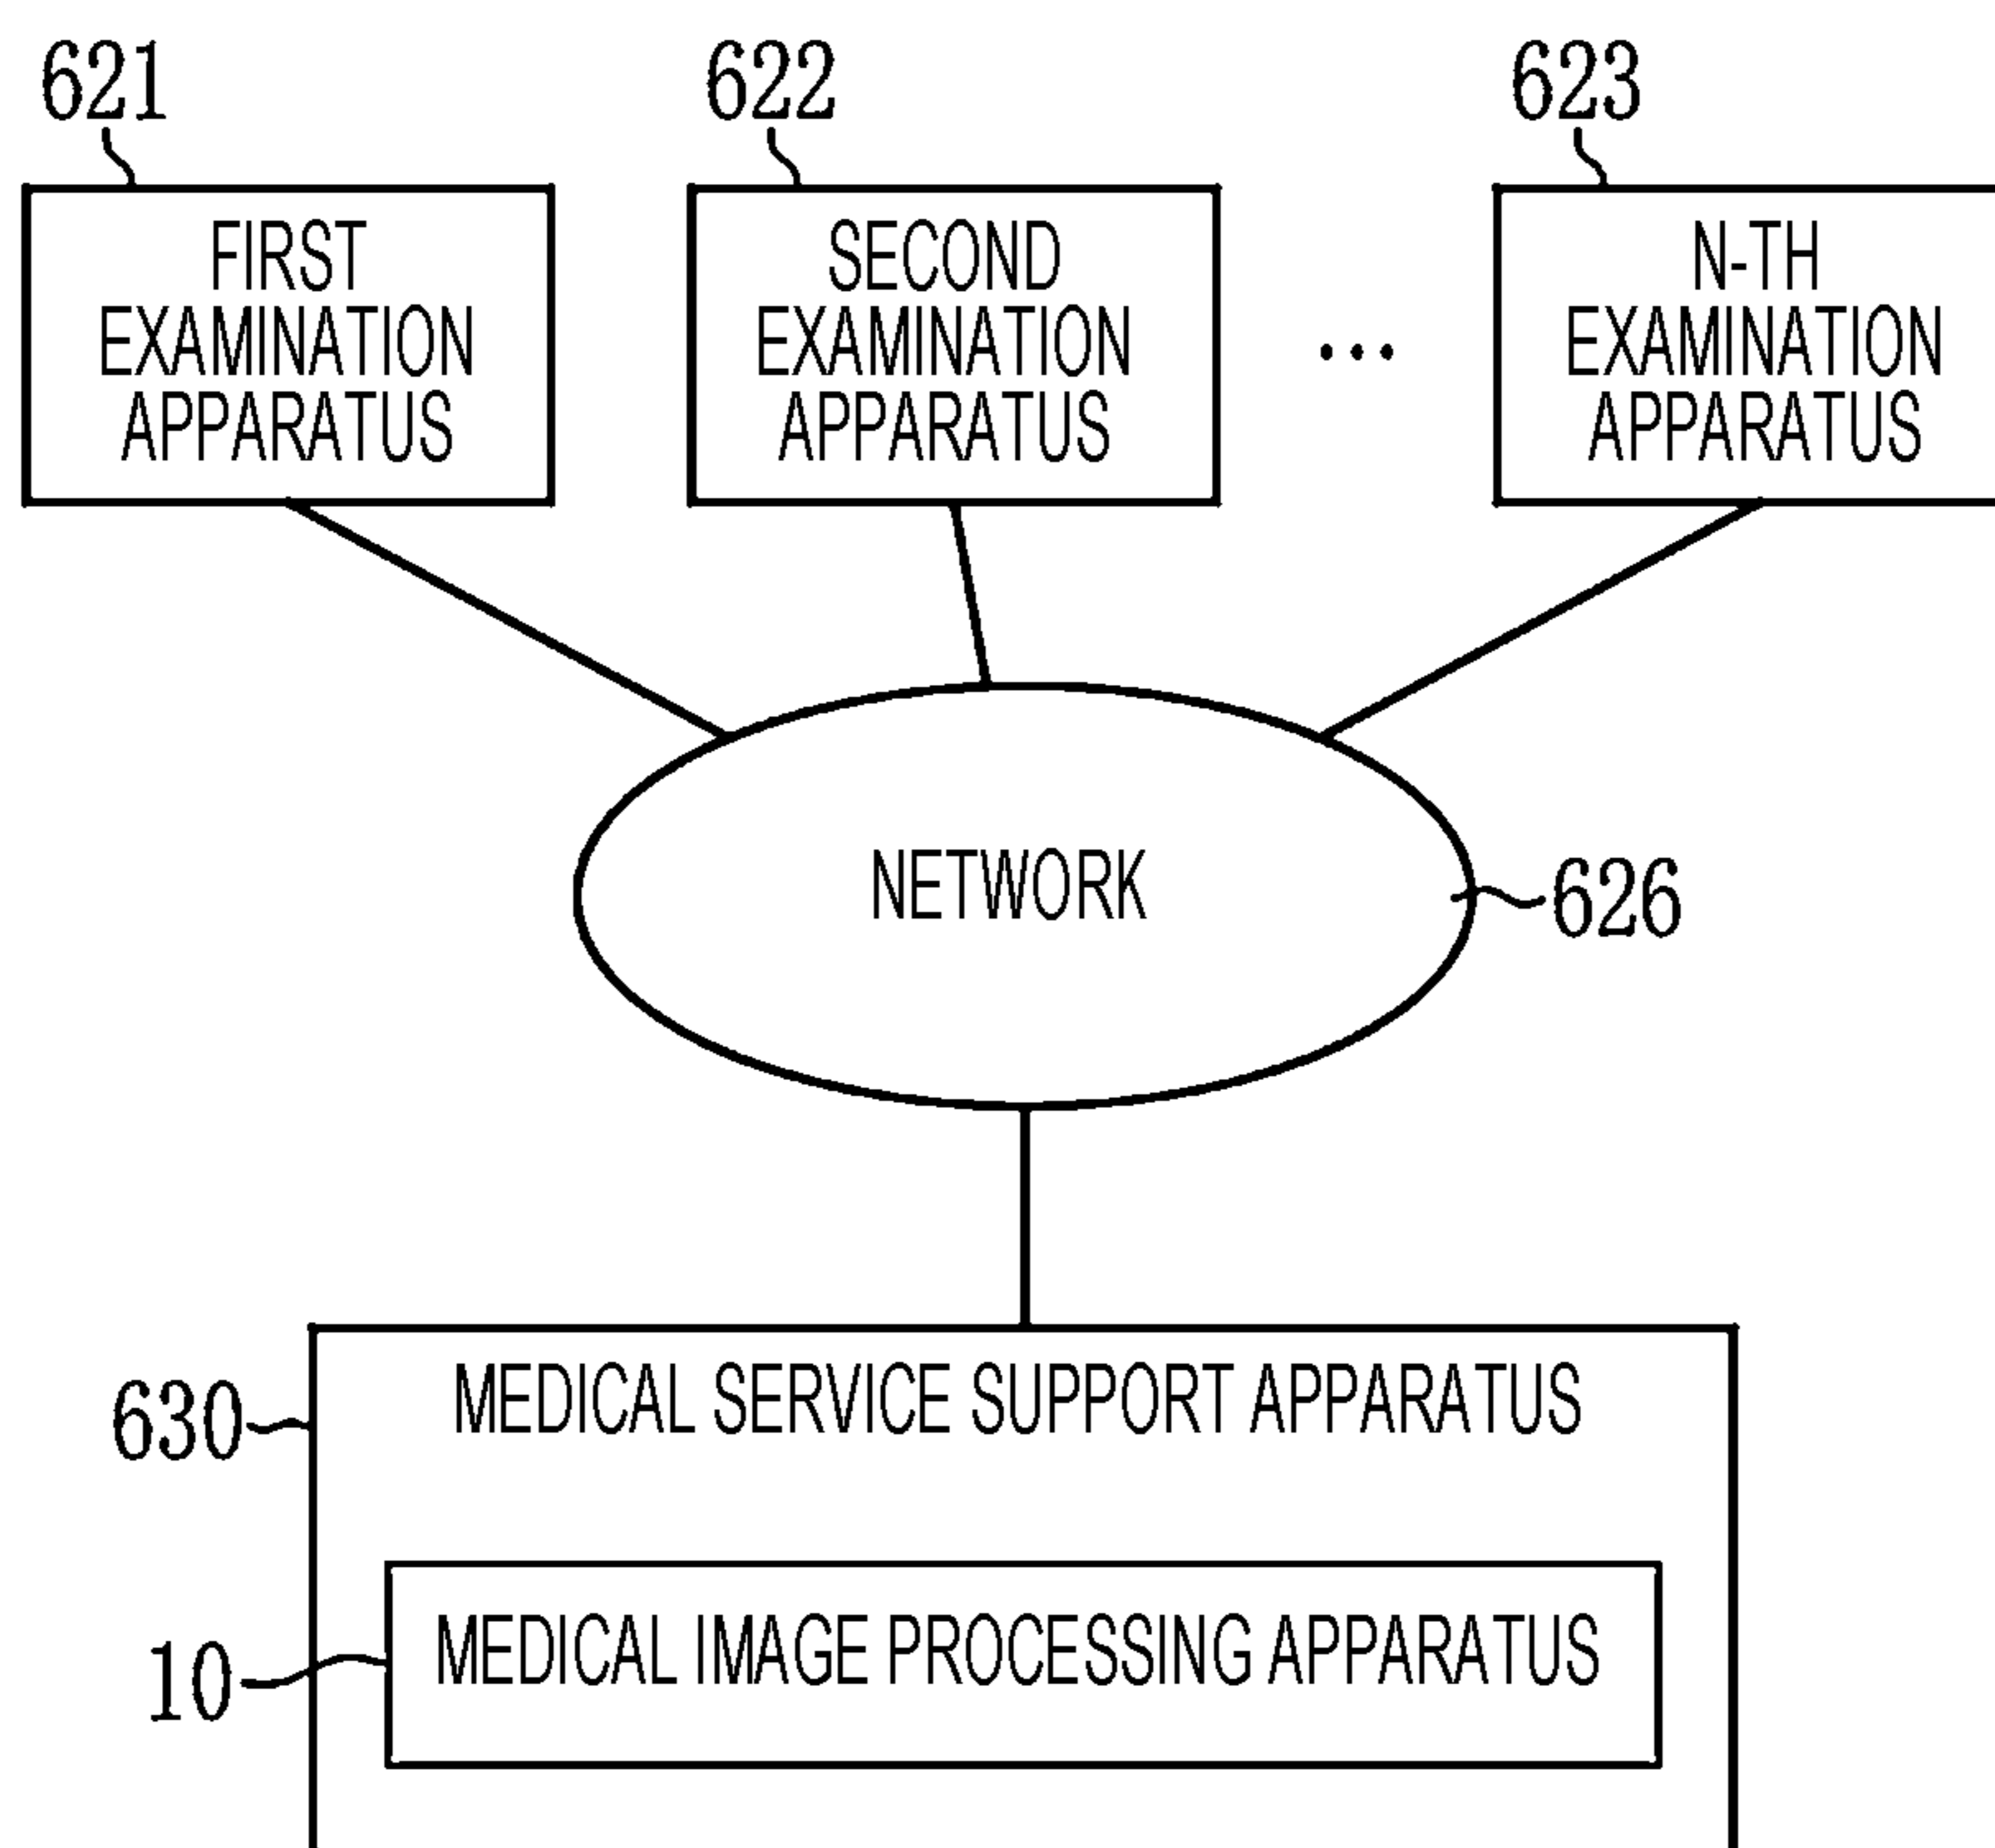 621
622
623
FIRST
EXAMINATION
APPARATUS
SECOND
EXAMINATION
APPARATUS
...
N-TH
EXAMINATION
APPARATUS
NETWORK
626
630
MEDICAL SERVICE SUPPORT APPARATUS
10
MEDICAL IMAGE PROCESSING APPARATUS